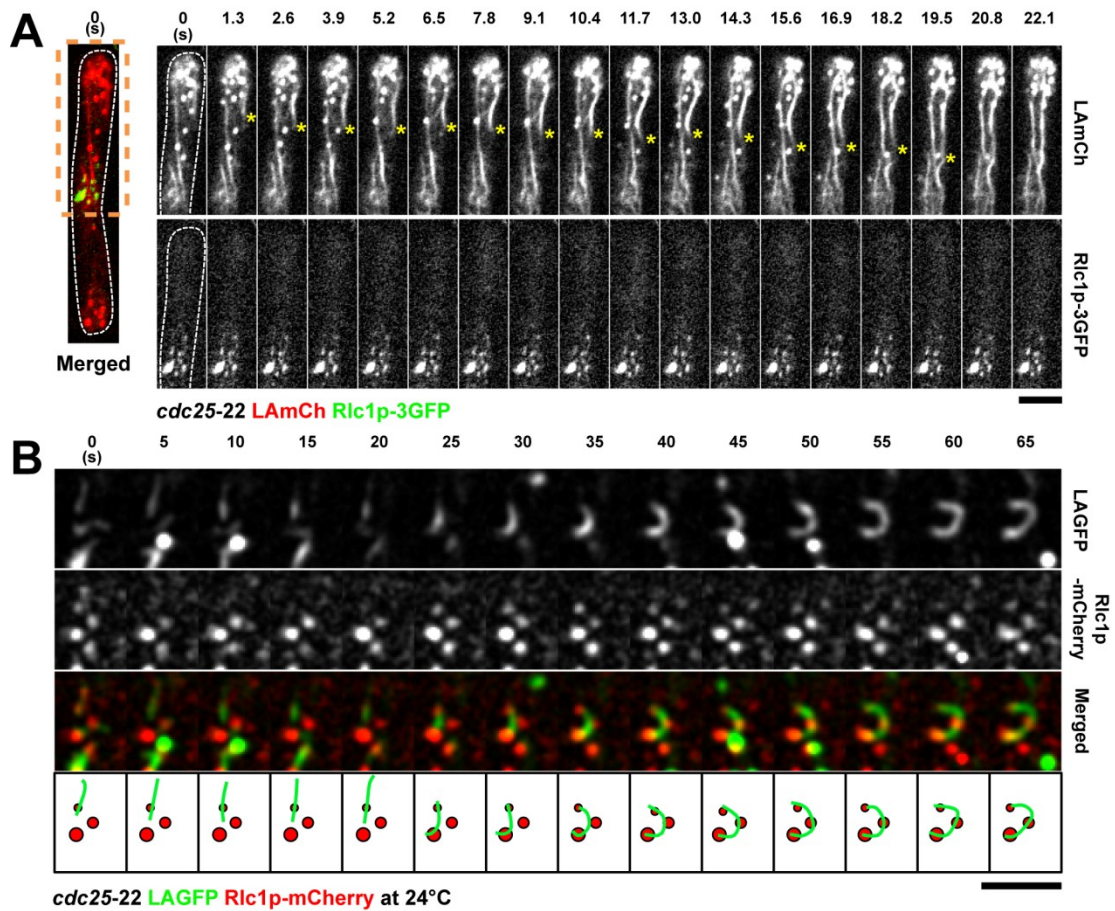 A
0
(s)
Merged
0 1.3 2.6 3.9 5.2 6.5 7.8 9.1 10.4 11.7 13.0 14.3 15.6 16.9 18.2 19.5 20.8 22.1
(s)
* * * * * * * * * * * * * * *
LAmCh
Rlc1p-3GFP
cdc25-22 LAmCh Rlc1p-3GFP
B
0 5 10 15 20 25 30 35 40 45 50 55 60 65
(s)
LAGFP
Rlc1p
-mCherry
Merged
cdc25-22 LAGFP Rlc1p-mCherry at 24°C